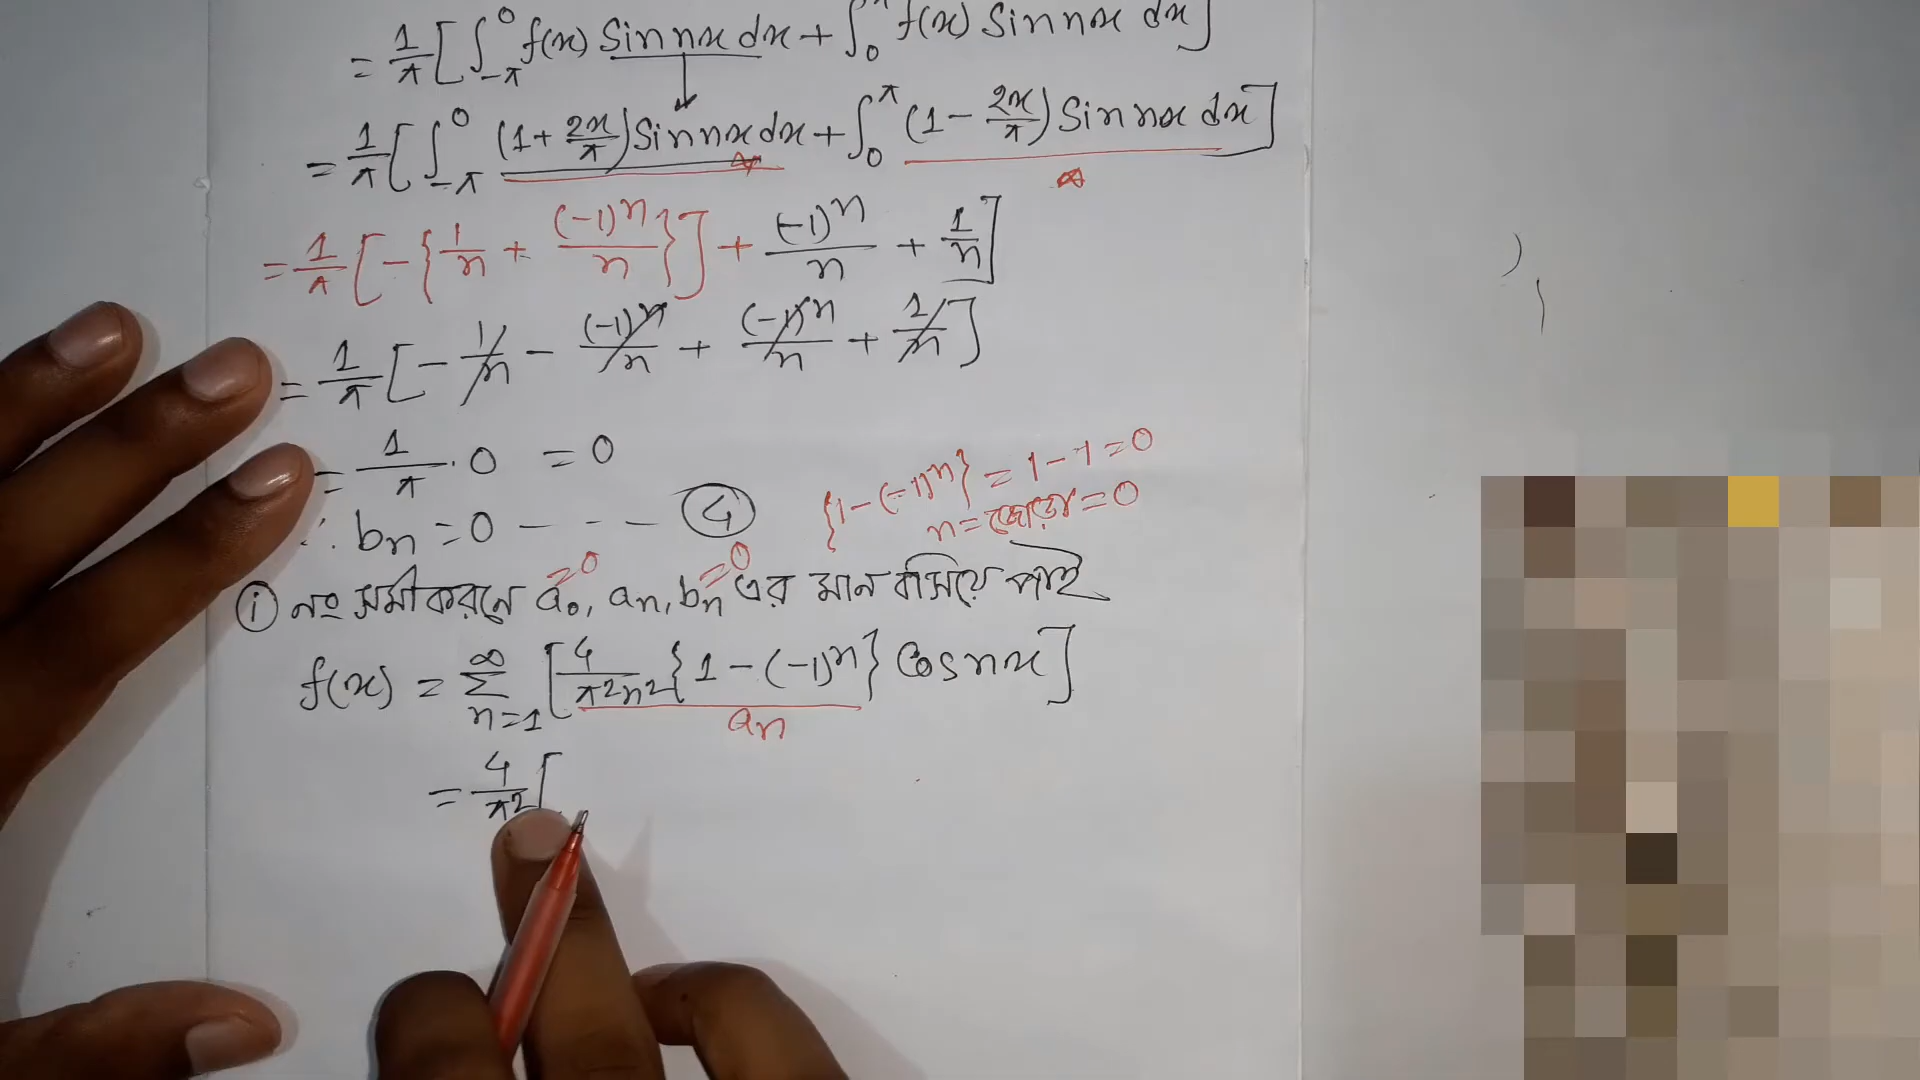 = 1/π [∫_{-π}^{0} f(x) Sin nx dx + ∫_{0} f(x) Sin nx dx]
= 1/π [∫_{-π}^{0} (1 + 2x/π) Sin nx dx + ∫_{0}^{π} (1 - 2x/π) Sin nx dx]
= 1/π [-{1/n + (-1)^n/n}] + (-1)^n/n + 1/n]
= 1/π [- 1/n - (-1)^n/n + (-1)^n/n + 1/n]
= 1/π · 0 = 0
{1 - (-1)^n} = 1 - 1 = 0
n = জোড় = 0
∴ bn = 0 - - - ④
=0 =0
ⓘ নং সমীকরনে a₀, an, bn এর মান বসিয়ে পাই
f(x) = Σ_{n=1}^{∞} [4/π²n² {1 - (-1)^n} Cos nx]
an
= 4/π² [